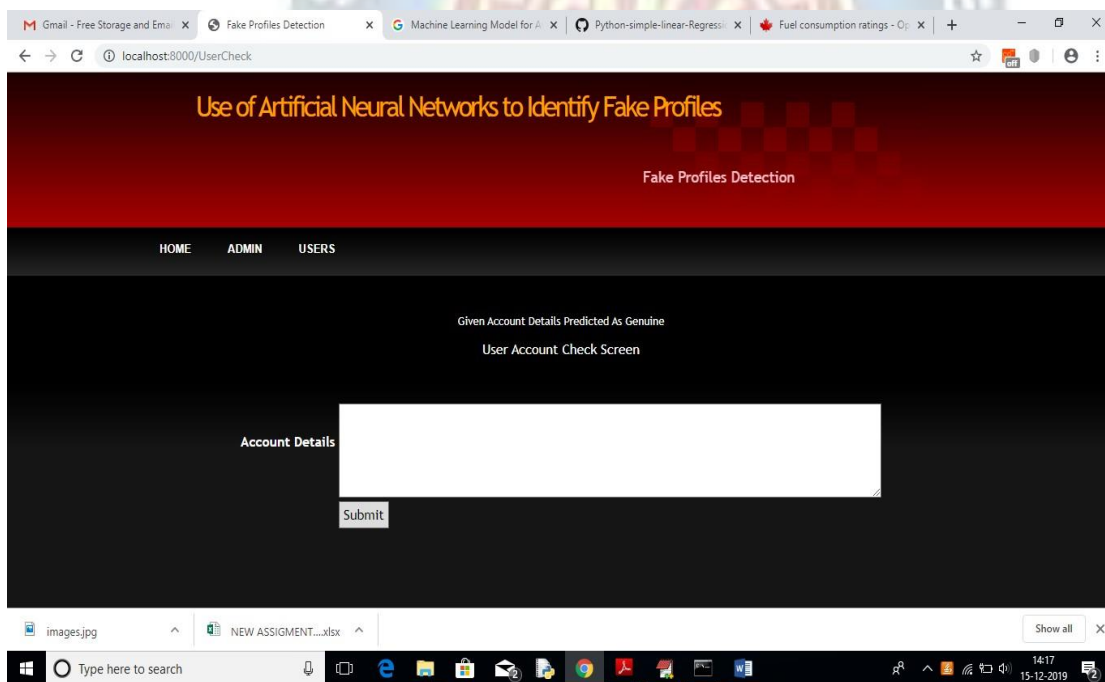 Gmail - Free Storage and Emai
Fake Profiles Detection
Machine Learning Model for A
Python-simple-linear-Regressi
Fuel consumption ratings - Op
localhost:8000/UserCheck
off
Use of Artificial Neural Networks to Identify Fake Profiles
Fake Profiles Detection
HOME ADMIN USERS
Given Account Details Predicted As Genuine
User Account Check Screen
Account Details
Submit
images.jpg
NEW ASSIGMENT....xlsx
Show all
Type here to search
14:17
15-12-2019